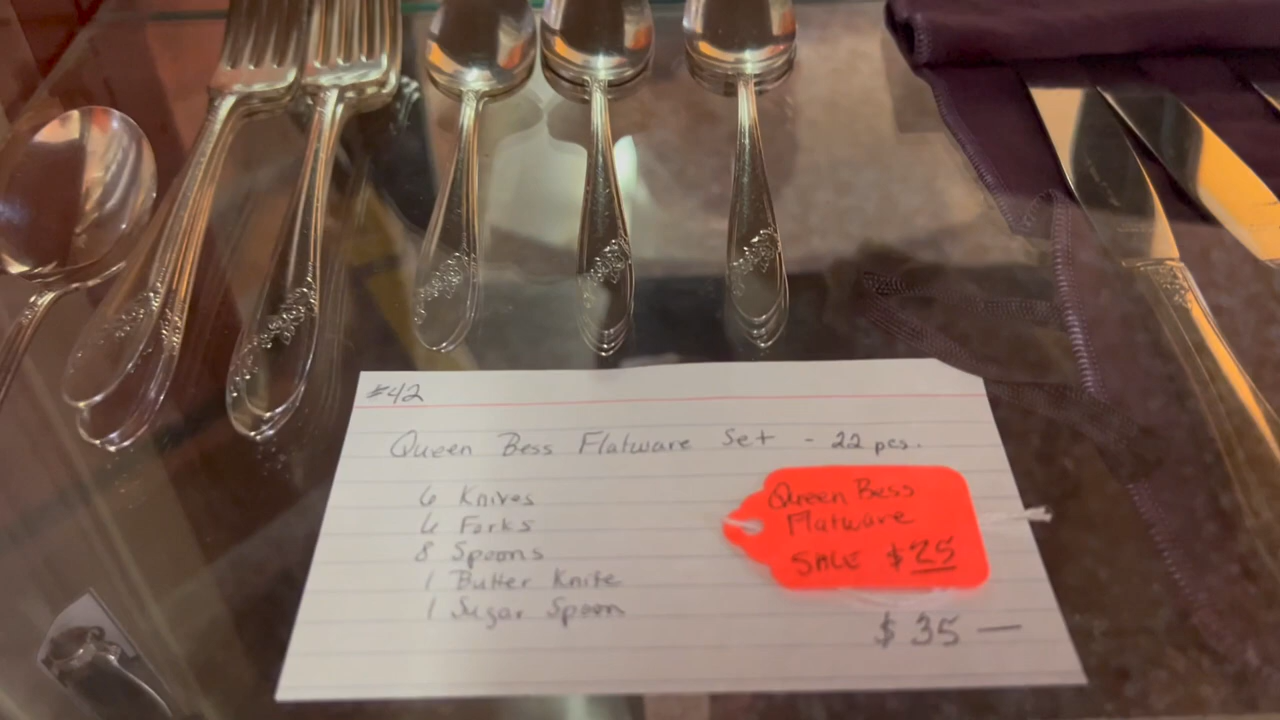 #42
Queen Bess Flatware Set - 22 pcs.
6 Knives
6 Forks
8 Spoons
1 Butter Knife
1 Sugar Spoon
Queen Bess
Flatware
SALE $25
$35 —